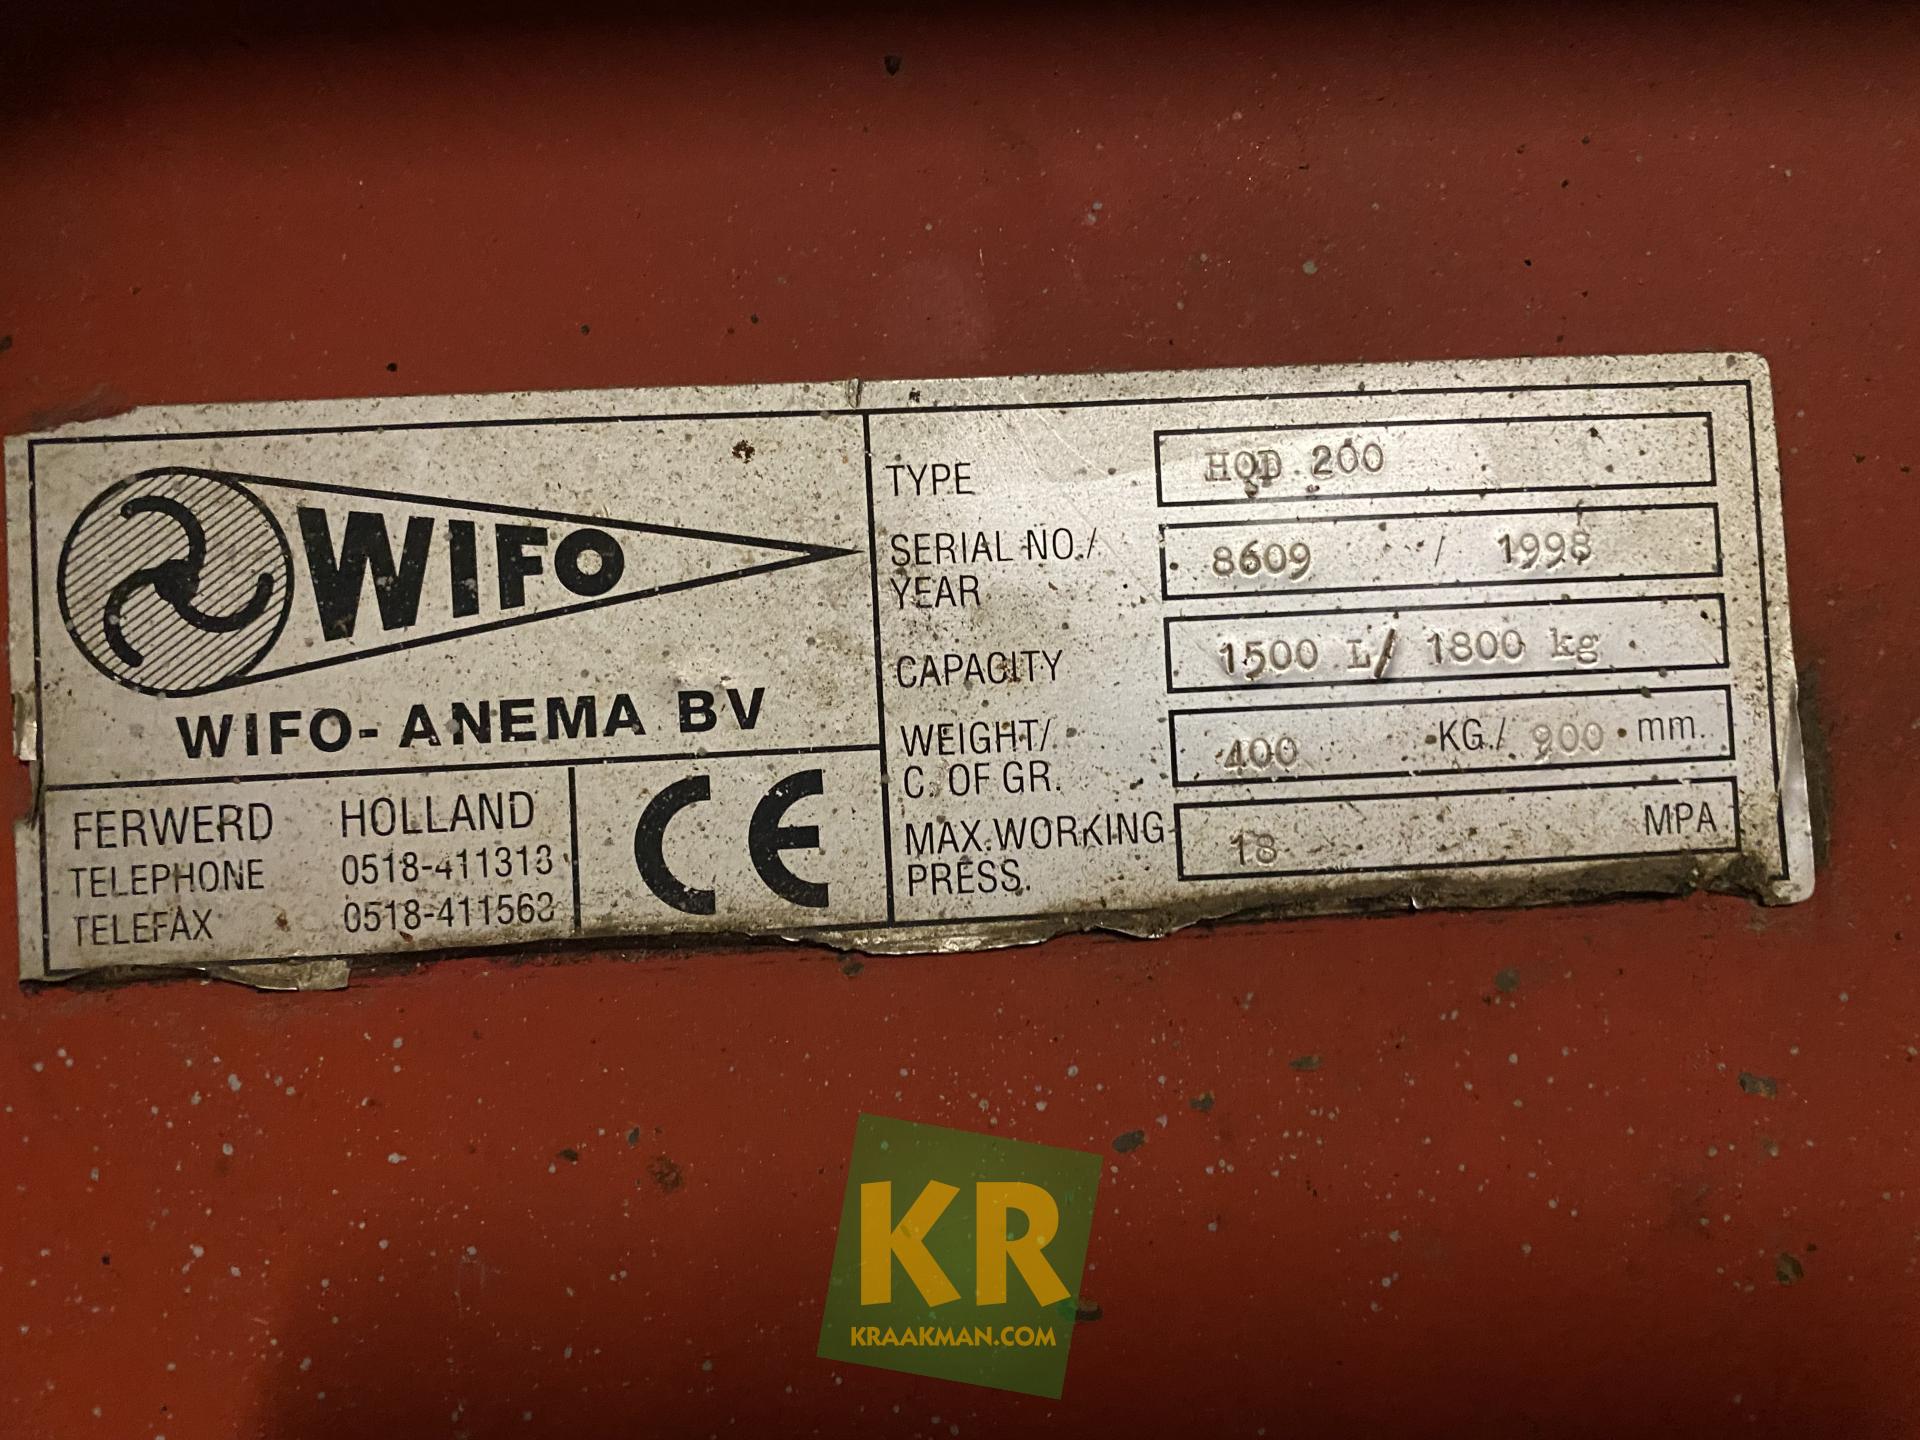 WIFO
WIFO-ANEMA BV
FERWERD HOLLAND
TELEPHONE 0518-411313
TELEFAX 0518-411563
CE
TYPE HQD 200
SERIAL NO./
YEAR 8609 / 1998
CAPACITY 1500 L/ 1800 kg
WEIGHT/
C. OF GR. 400 KG./ 900 mm.
MAX. WORKING
PRESS. 18 MPA
KR
KRAAKMAN.COM